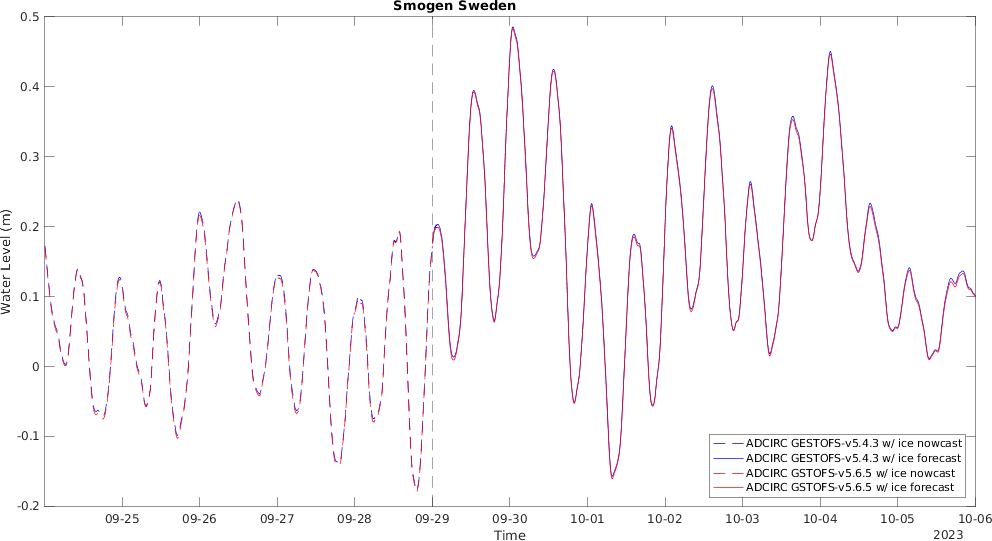 Smogen Sweden
0.5
0.4
0.3
0.2
0.1
0
-0.1
-0.2
Water Level (m)
09-25 09-26 09-27 09-28 09-29 09-30 10-01 10-02 10-03 10-04 10-05 10-06
Time
2023
ADCIRC GESTOFS-v5.4.3 w/ ice nowcast
ADCIRC GESTOFS-v5.4.3 w/ ice forecast
ADCIRC GSTOFS-v5.6.5 w/ ice nowcast
ADCIRC GSTOFS-v5.6.5 w/ ice forecast